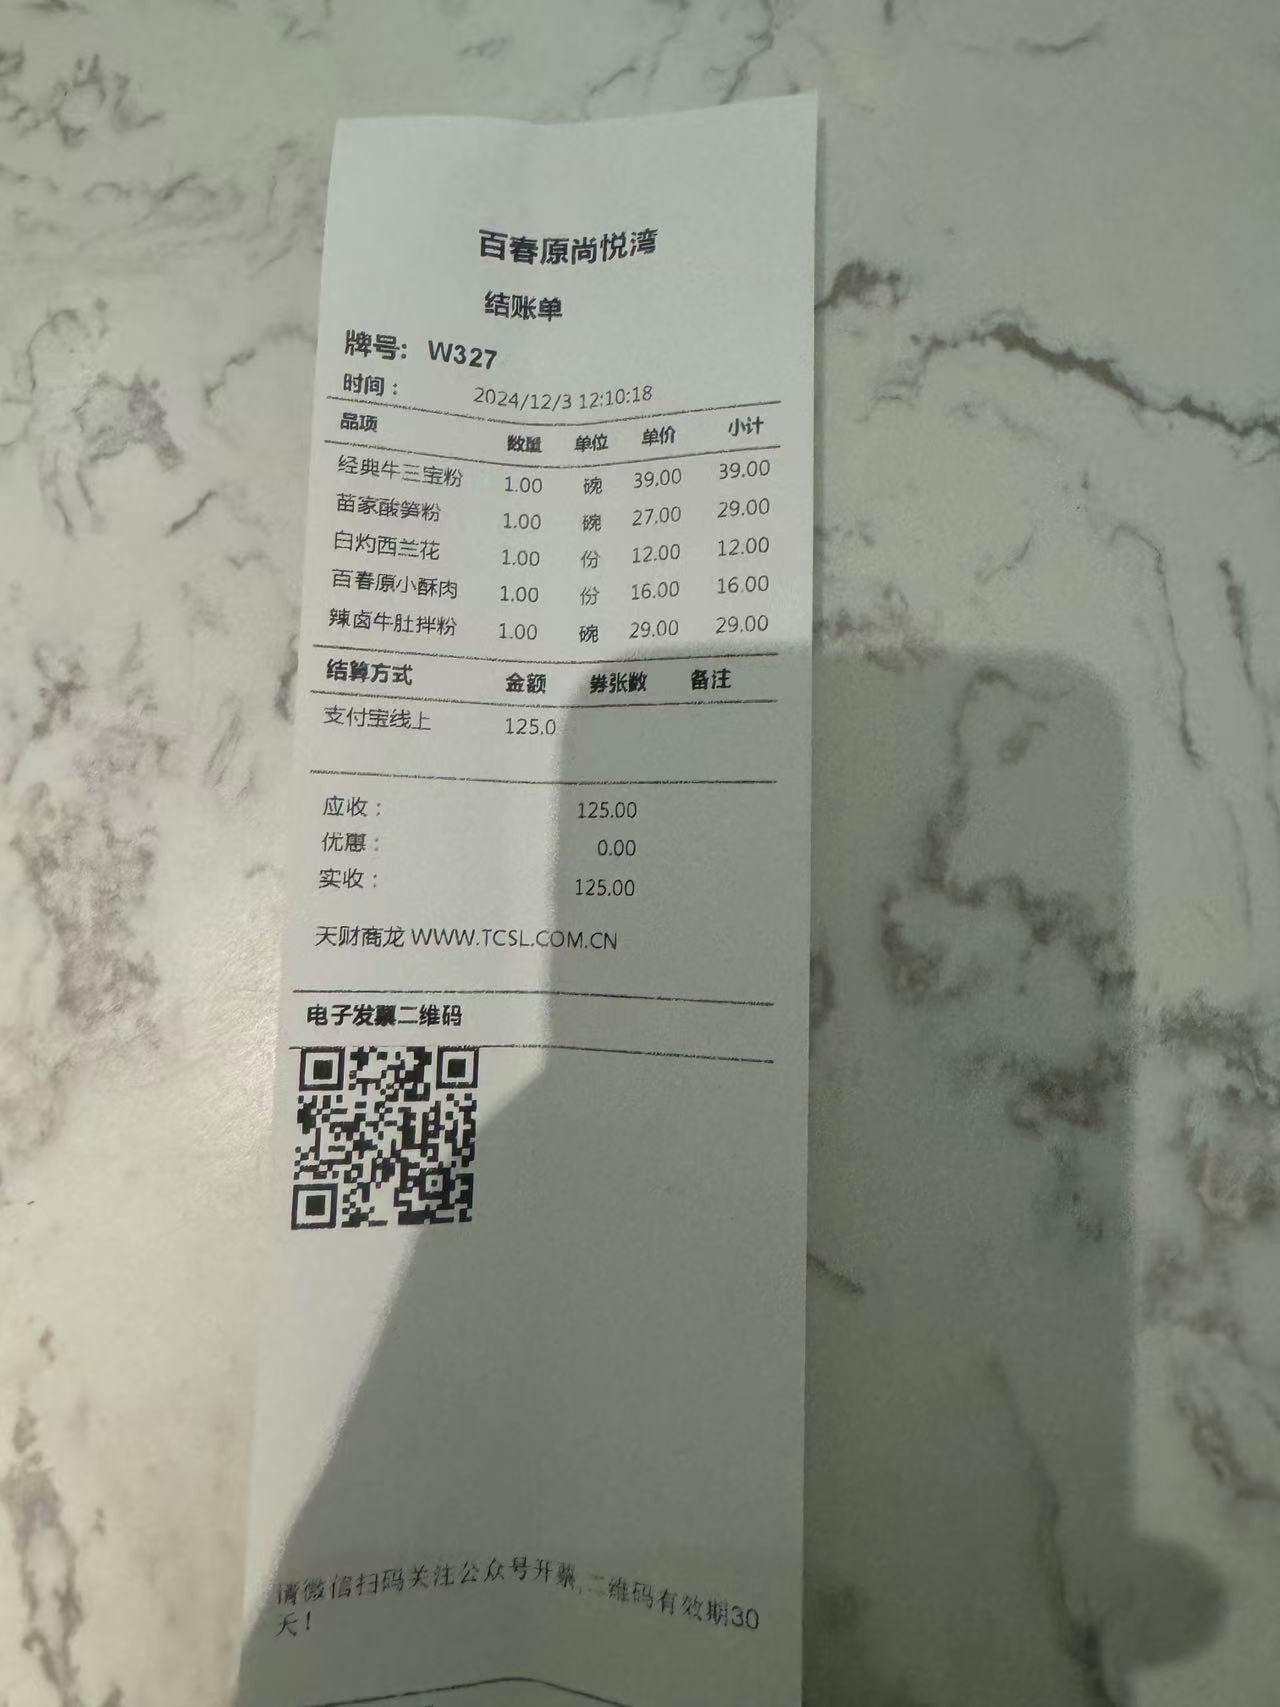 百春原尚悦湾
结账单
牌号: W327
时间: 2024/12/3 12:10:18
品项 数量 单位 单价 小计
经典牛三宝粉 1.00 碗 39.00 39.00
苗家酸笋粉 1.00 碗 27.00 29.00
白灼西兰花 1.00 份 12.00 12.00
百春原小酥肉 1.00 份 16.00 16.00
辣卤牛肚拌粉 1.00 碗 29.00 29.00
结算方式 金额 券张数 备注
支付宝线上 125.0
应收: 125.00
优惠: 0.00
实收: 125.00
天财商龙 WWW.TCSL.COM.CN
电子发票二维码
请微信扫码关注公众号开票,二维码有效期30
天!